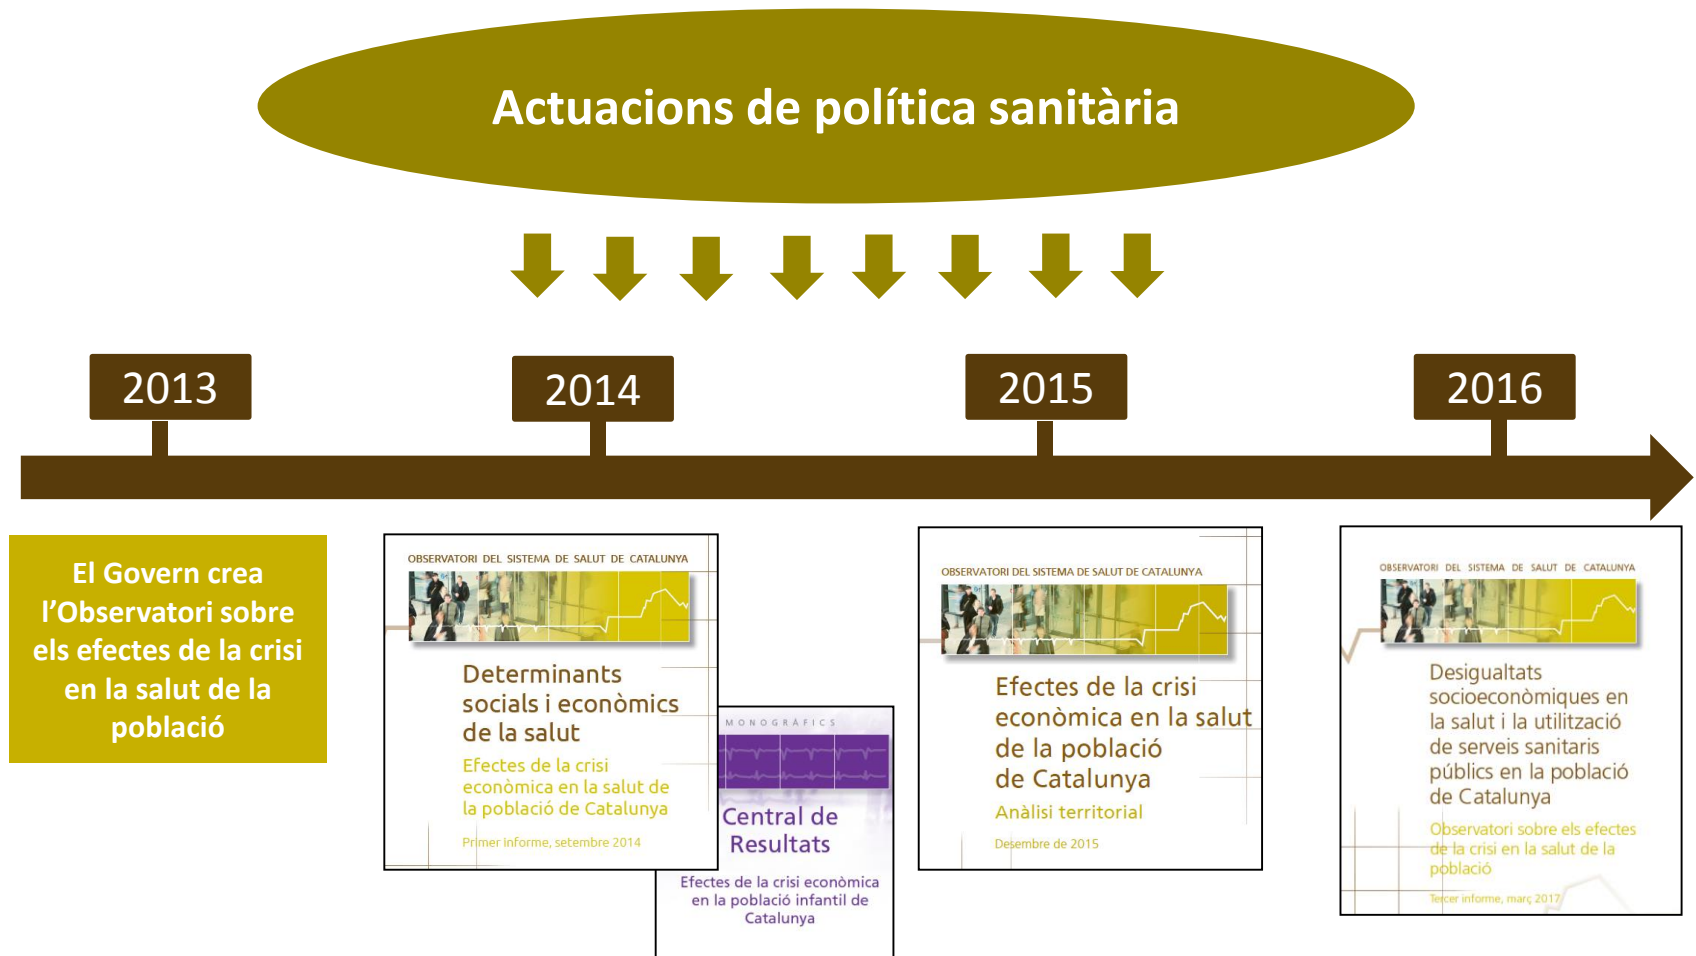 Actuacions de política sanitària
2013
2014
2015
2016
El Govern crea
l’Observatori sobre
els efectes de la crisi
en la salut de la
població
OBSERVATORI DEL SISTEMA DE SALUT DE CATALUNYA
Determinants
socials i econòmics
de la salut
Efectes de la crisi
econòmica en la salut de
la població de Catalunya
Primer informe, setembre 2014
MONOGRÀFICS
Central de
Resultats
Efectes de la crisi econòmica
en la població infantil de
Catalunya
OBSERVATORI DEL SISTEMA DE SALUT DE CATALUNYA
Efectes de la crisi
econòmica en la salut
de la població
de Catalunya
Anàlisi territorial
Desembre de 2015
OBSERVATORI DEL SISTEMA DE SALUT DE CATALUNYA
Desigualtats
socioeconòmiques en
la salut i la utilització
de serveis sanitaris
públics en la població
de Catalunya
Observatori sobre els efectes
de la crisi en la salut de la
població
Tercer informe, març 2017